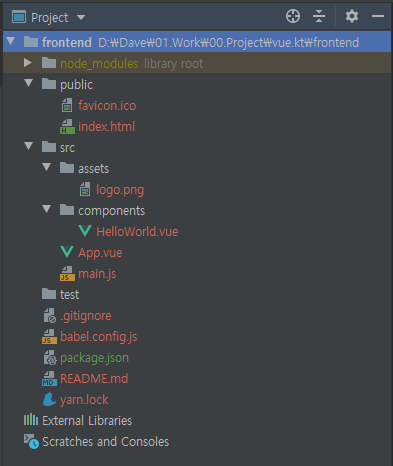 Project
frontend D:₩Dave₩01.Work₩00.Project₩vue.kt₩frontend
node_modules library root
public
favicon.ico
index.html
src
assets
logo.png
components
HelloWorld.vue
App.vue
main.js
test
.gitignore
babel.config.js
package.json
README.md
yarn.lock
External Libraries
Scratches and Consoles